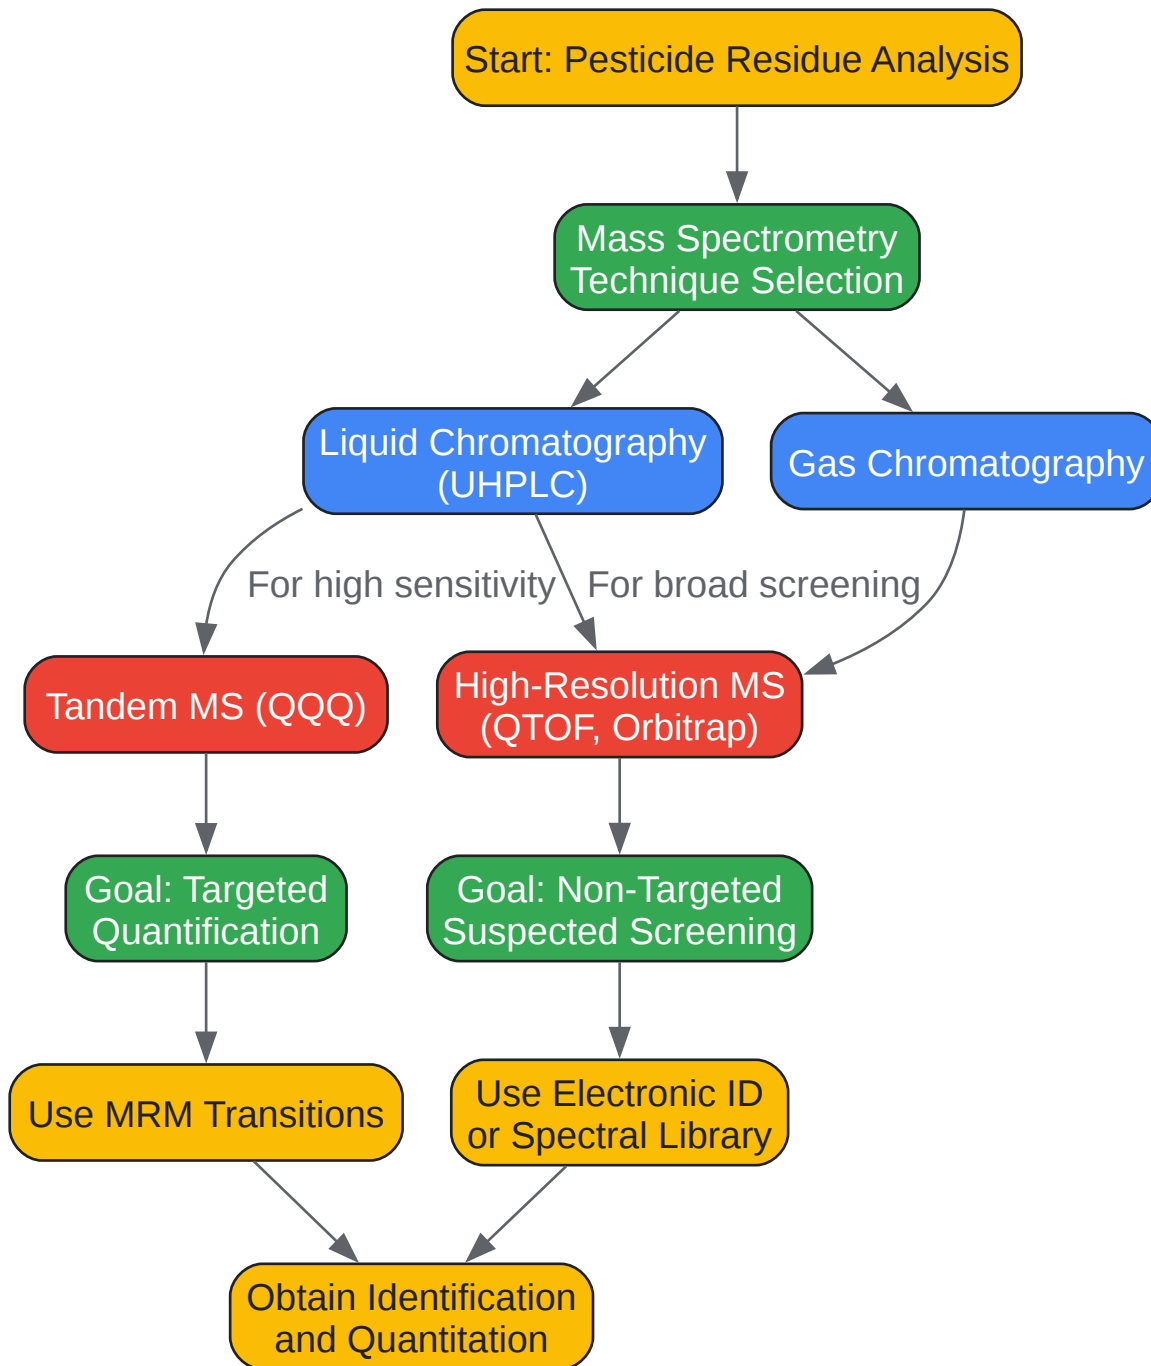 Start: Pesticide Residue Analysis
Mass Spectrometry
Technique Selection
Liquid Chromatography
(UHPLC)
Gas Chromatography
For high sensitivity
For broad screening
Tandem MS (QQQ)
High-Resolution MS
(QTOF, Orbitrap)
Goal: Targeted
Quantification
Goal: Non-Targeted
Suspected Screening
Use MRM Transitions
Use Electronic ID
or Spectral Library
Obtain Identification
and Quantitation